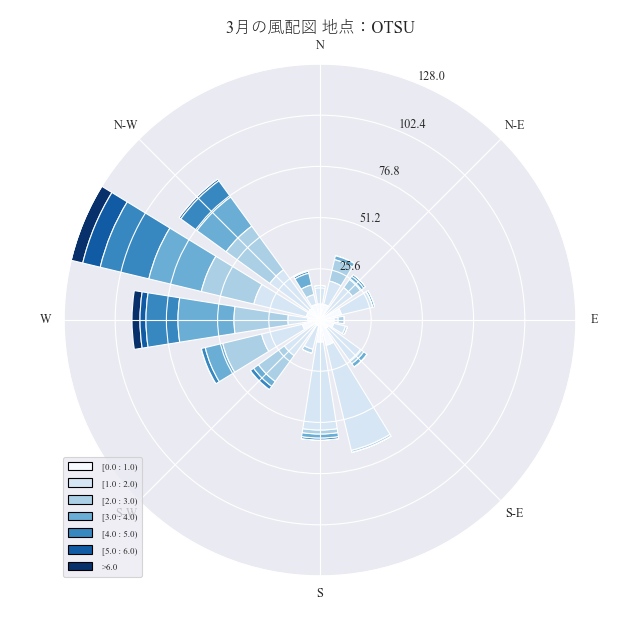 3月の風配図 地点：OTSU
N
128.0
N-W
N-E
102.4
76.8
51.2
25.6
W
E
[0.0 : 1.0)
[1.0 : 2.0)
[2.0 : 3.0)
[3.0 : 4.0)
[4.0 : 5.0)
[5.0 : 6.0)
>6.0
S-W
S-E
S